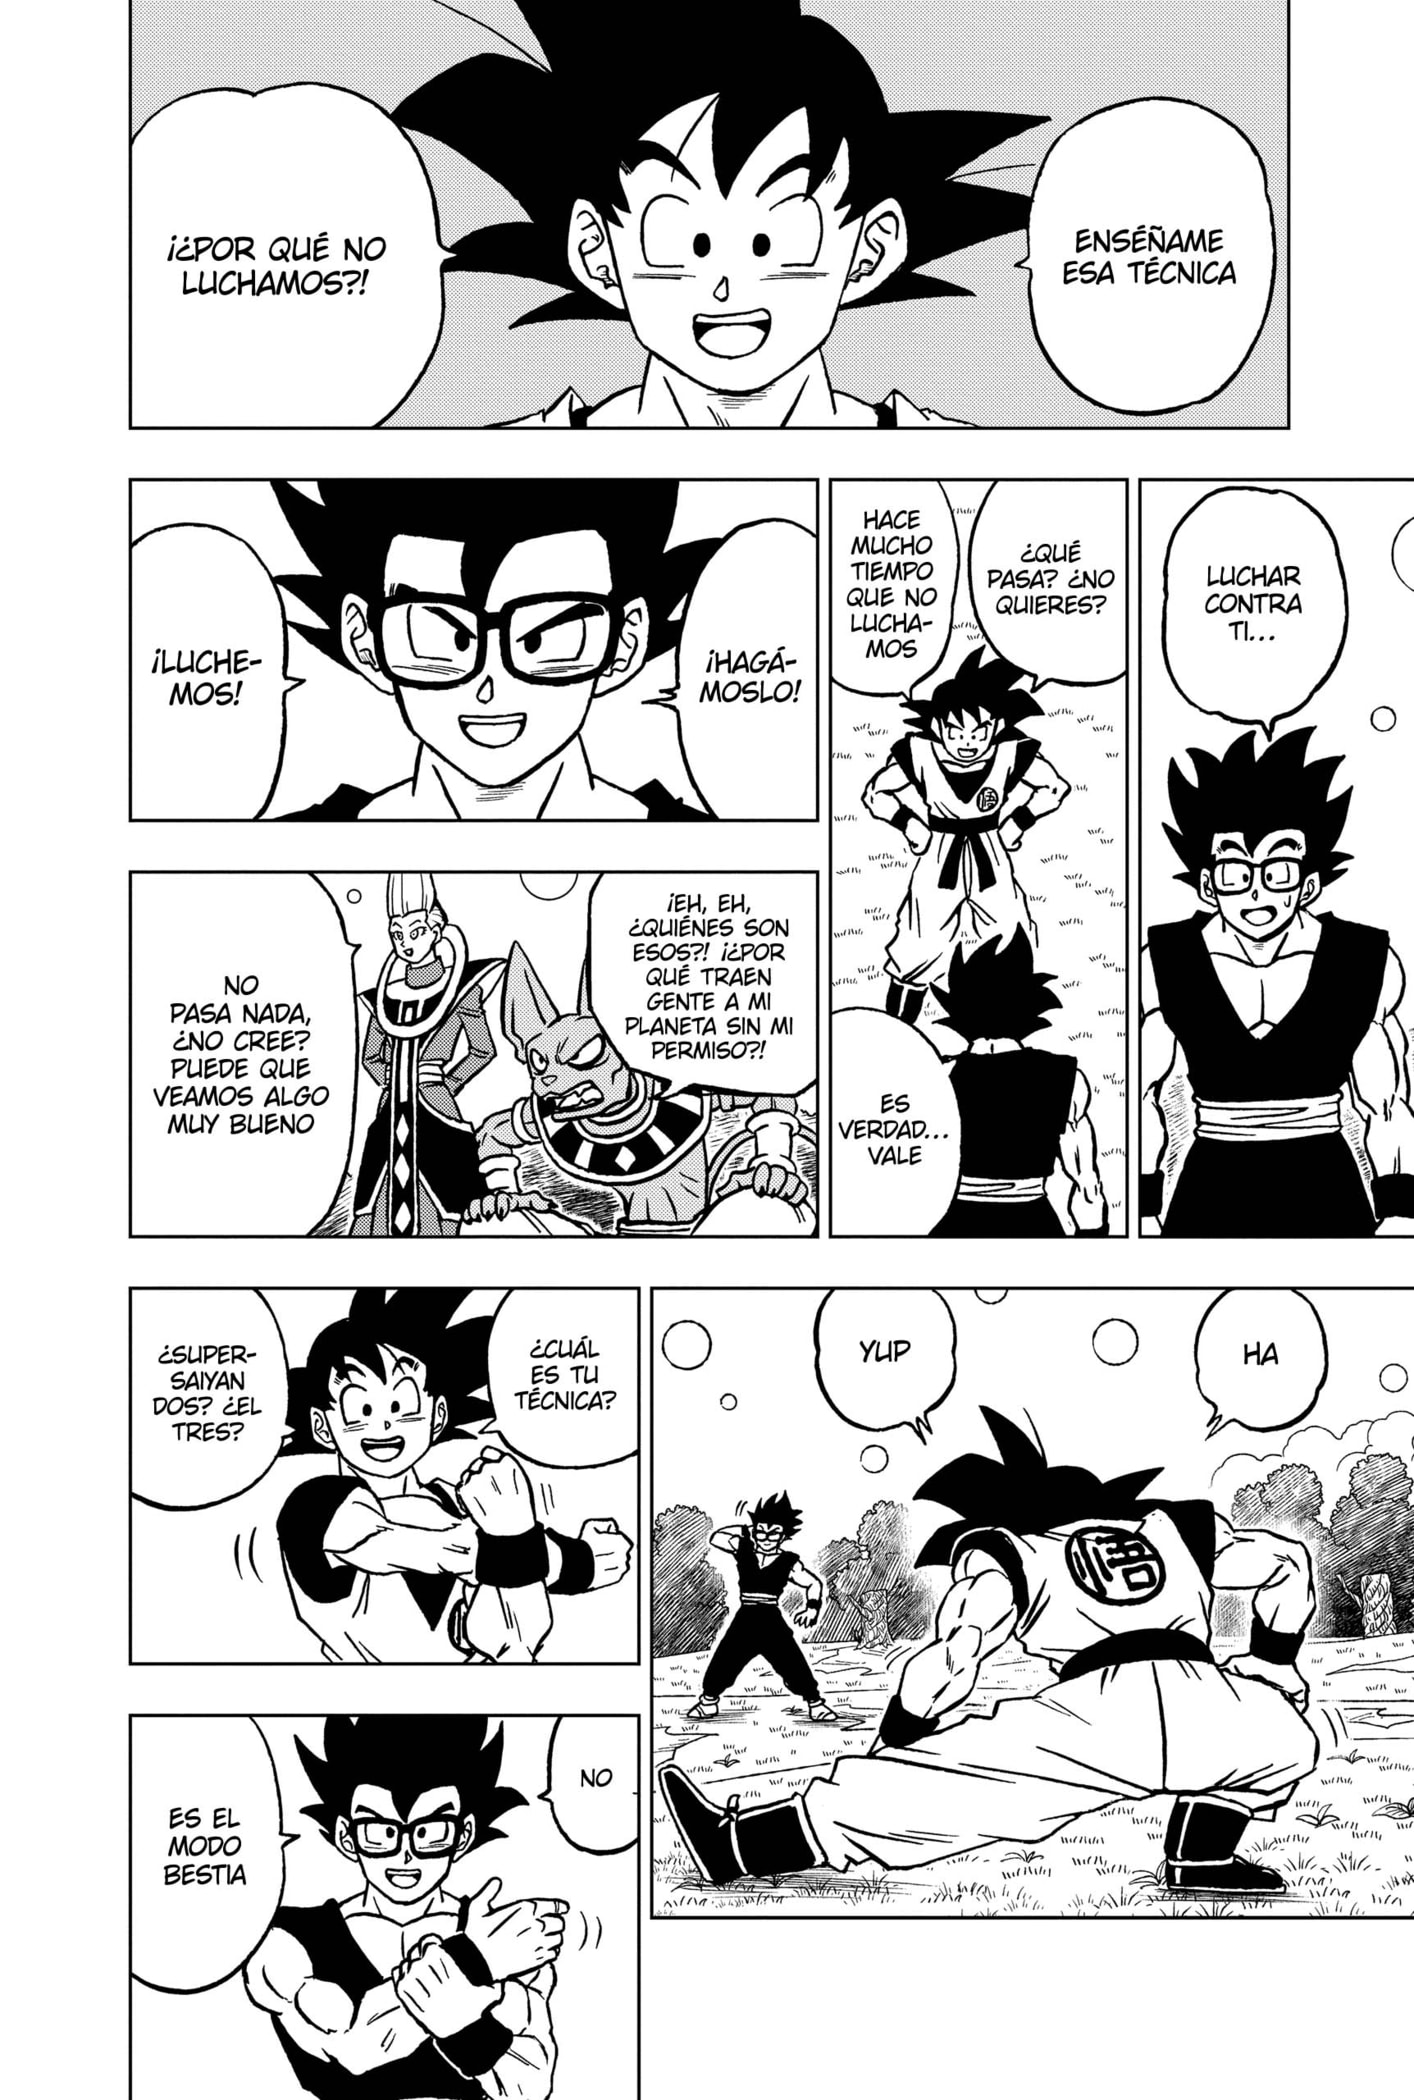 ENSÉÑAME
ESA TÉCNICA
¡¿POR QUÉ NO
LUCHAMOS?!
LUCHAR
CONTRA
TI...
¿QUÉ
PASA? ¿NO
QUIERES?
HACE
MUCHO
TIEMPO
QUE NO
LUCHA-
MOS
ES
VERDAD...
VALE
¡HAGÁ-
MOSLO!
¡LUCHE-
MOS!
¡EH, EH,
¿QUIÉNES SON
ESOS?! ¡¿POR
QUÉ TRAEN
GENTE A MI
PLANETA SIN MI
PERMISO?!
NO
PASA NADA,
¿NO CREE?
PUEDE QUE
VEAMOS ALGO
MUY BUENO
HA
YUP
悟
悟
¿CUÁL
ES TU
TÉCNICA?
¿SUPER-
SAIYAN
DOS? ¿EL
TRES?
NO
ES EL
MODO
BESTIA